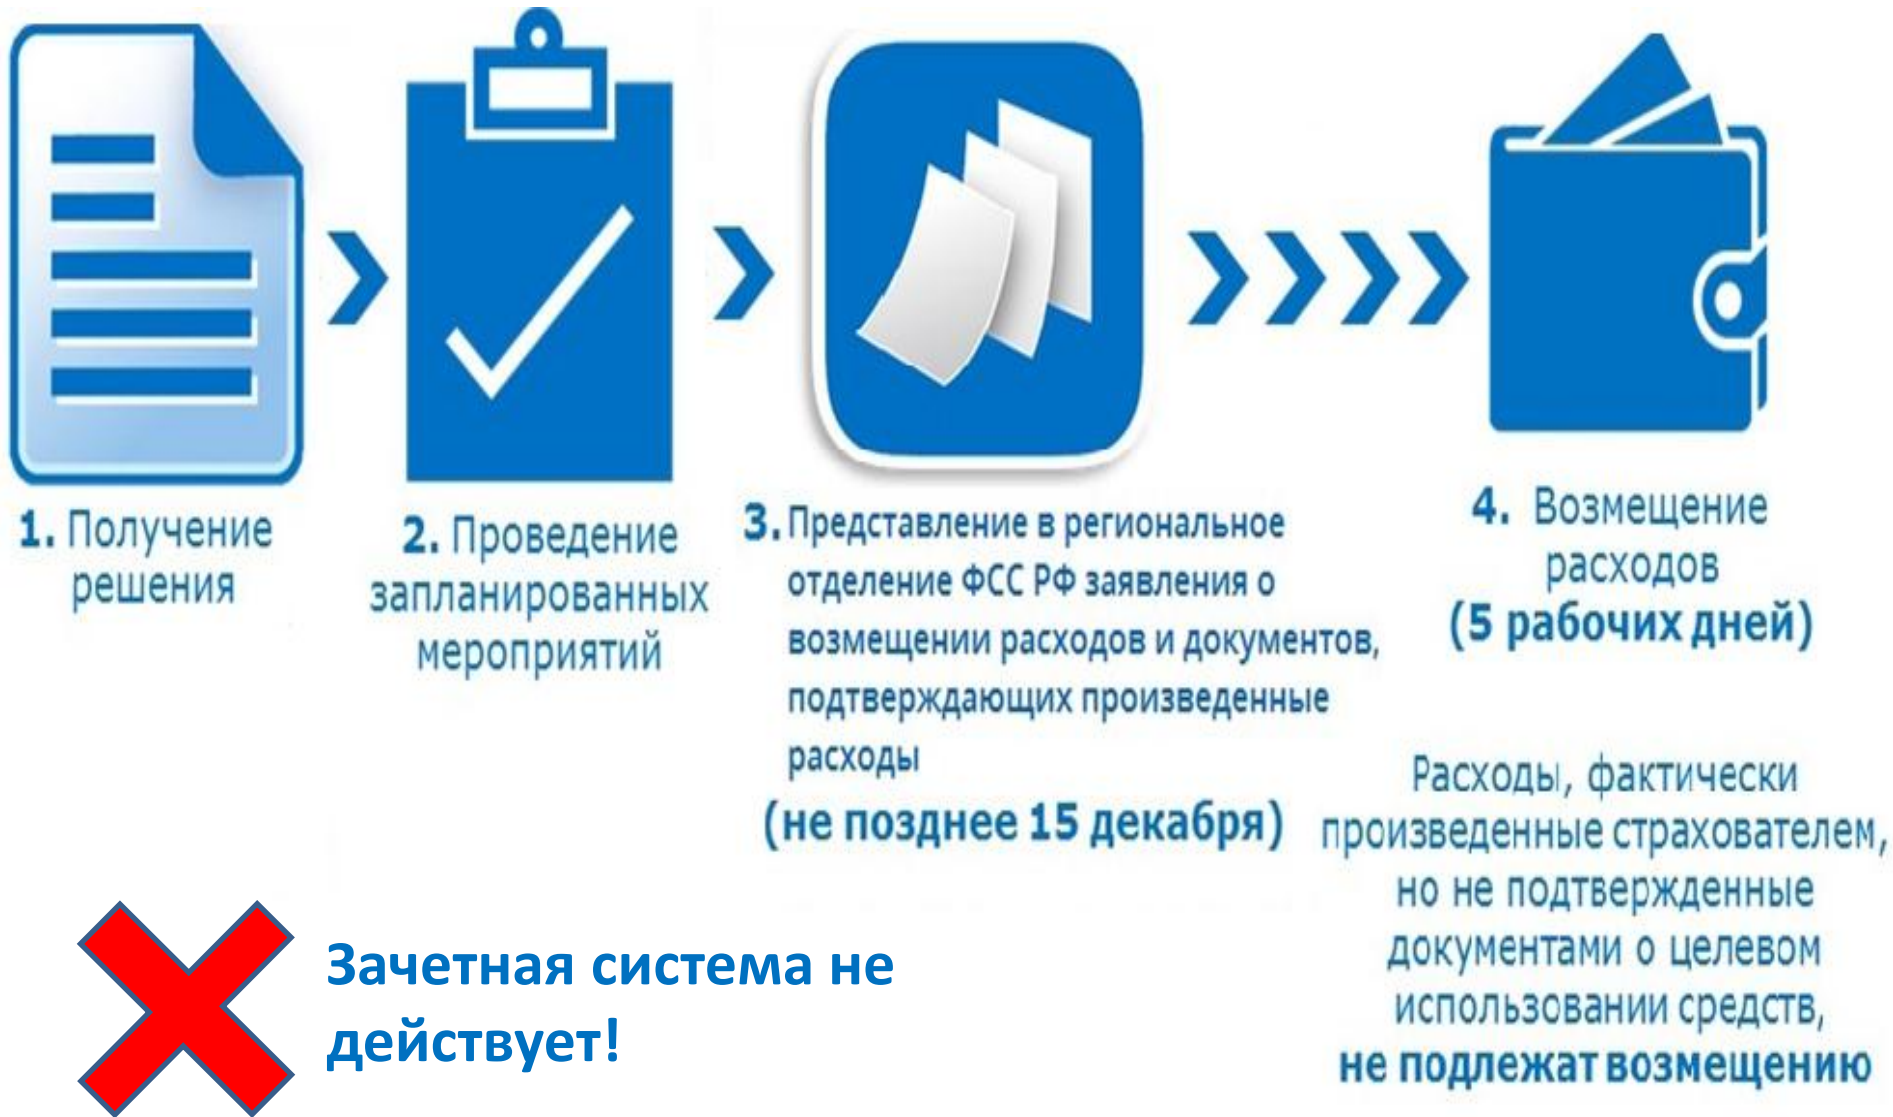 1. Получение
решения
2. Проведение
запланированных
мероприятий
3. Представление в региональное
отделение ФСС РФ заявления о
возмещении расходов и документов,
подтверждающих произведенные
расходы
(не позднее 15 декабря)
4. Возмещение
расходов
(5 рабочих дней)
Расходы, фактически
произведенные страхователем,
но не подтвержденные
документами о целевом
использовании средств,
не подлежат возмещению
Зачетная система не
действует!